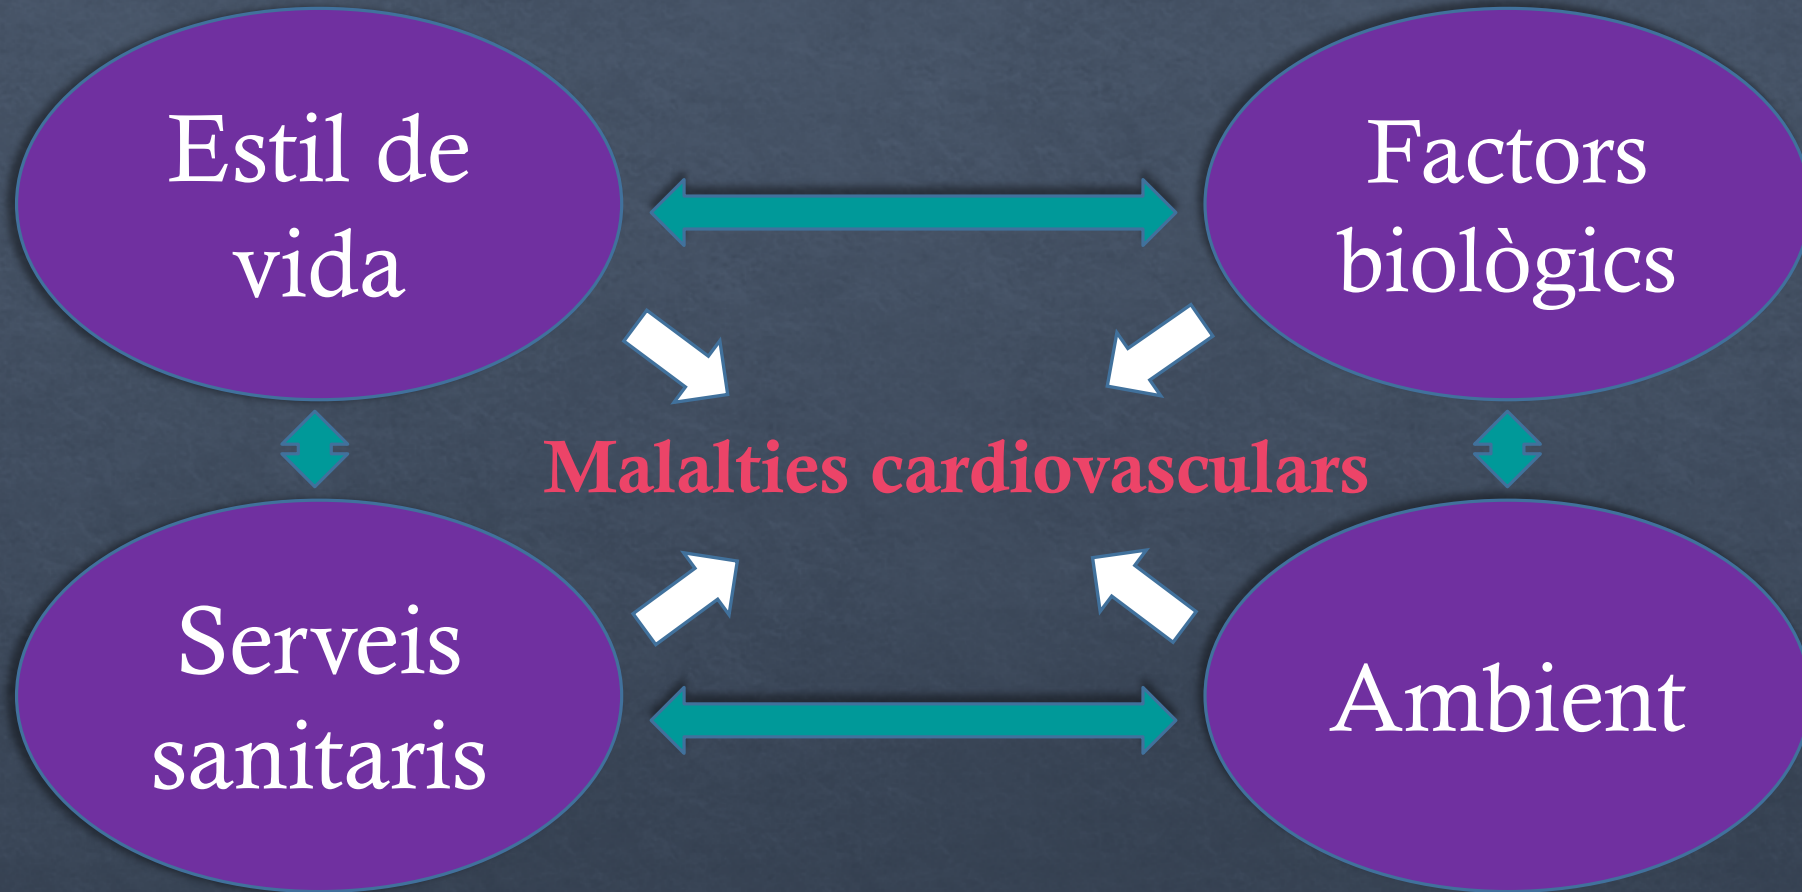 Estil de
vida
Factors
biològics
Malalties cardiovasculars
Serveis
sanitaris
Ambient